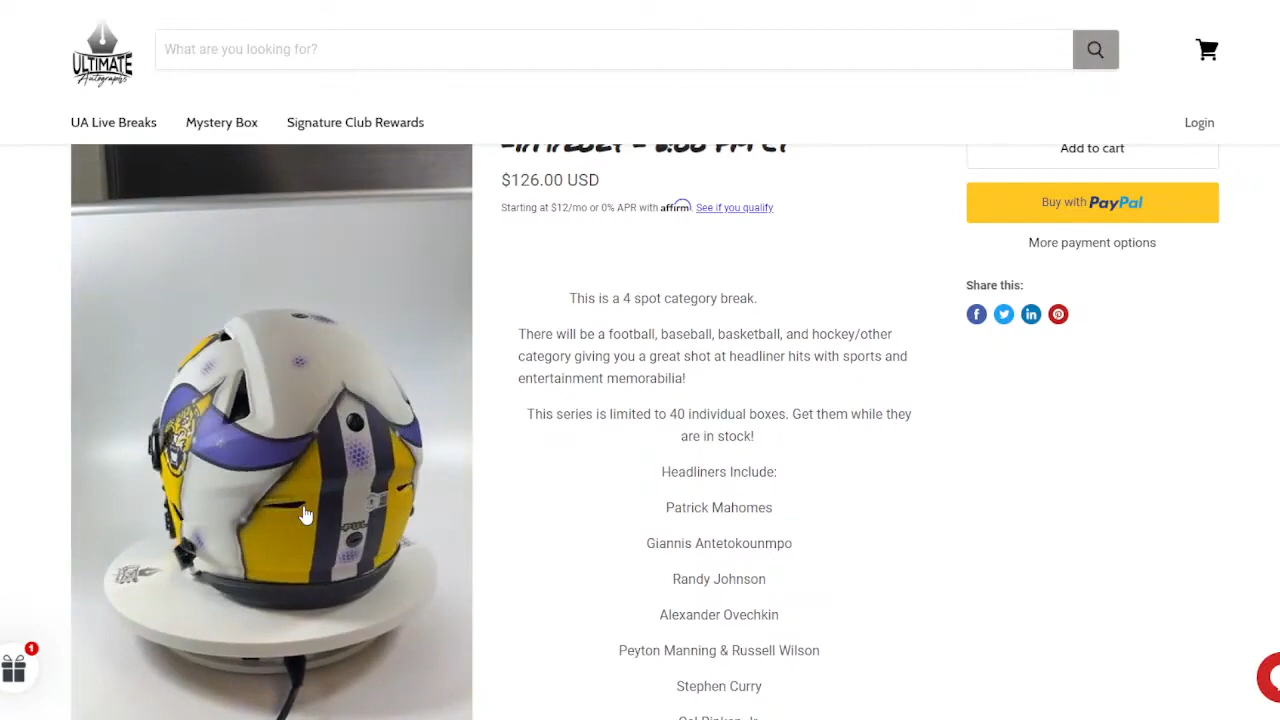 ULTIMATE
Autographs
What are you looking for?
UA Live Breaks
Mystery Box
Signature Club Rewards
Login
$126.00 USD
Starting at $12/mo or 0% APR with affirm. See if you qualify
Add to cart
Buy with PayPal
More payment options
Share this:
This is a 4 spot category break.
There will be a football, baseball, basketball, and hockey/other
category giving you a great shot at headliner hits with sports and
entertainment memorabilia!
This series is limited to 40 individual boxes. Get them while they
are in stock!
Headliners Include:
Patrick Mahomes
Giannis Antetokounmpo
Randy Johnson
Alexander Ovechkin
Peyton Manning & Russell Wilson
Stephen Curry
1